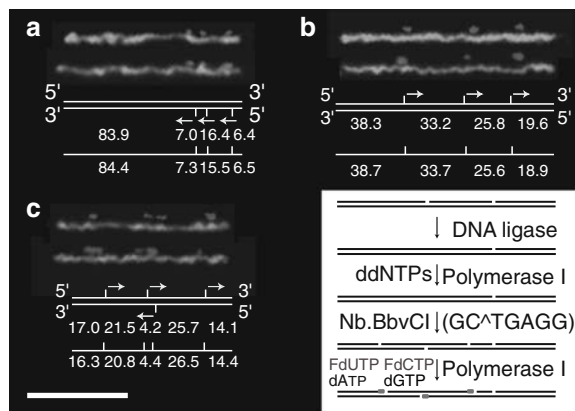 a
5' 3'
3' 5'
83.9 7.0 16.4 6.4
84.4 7.3 15.5 6.5
b
5' 3'
3' 5'
38.3 33.2 25.8 19.6
38.7 33.7 25.6 18.9
c
5' 5'
3' 3'
17.0 21.5 4.2 25.7 14.1
16.3 20.8 4.4 26.5 14.4
DNA ligase
ddNTPs Polymerase I
Nb.BbvCI (GC^TGAGG)
FdUTP FdCTP Polymerase I
dATP dGTP